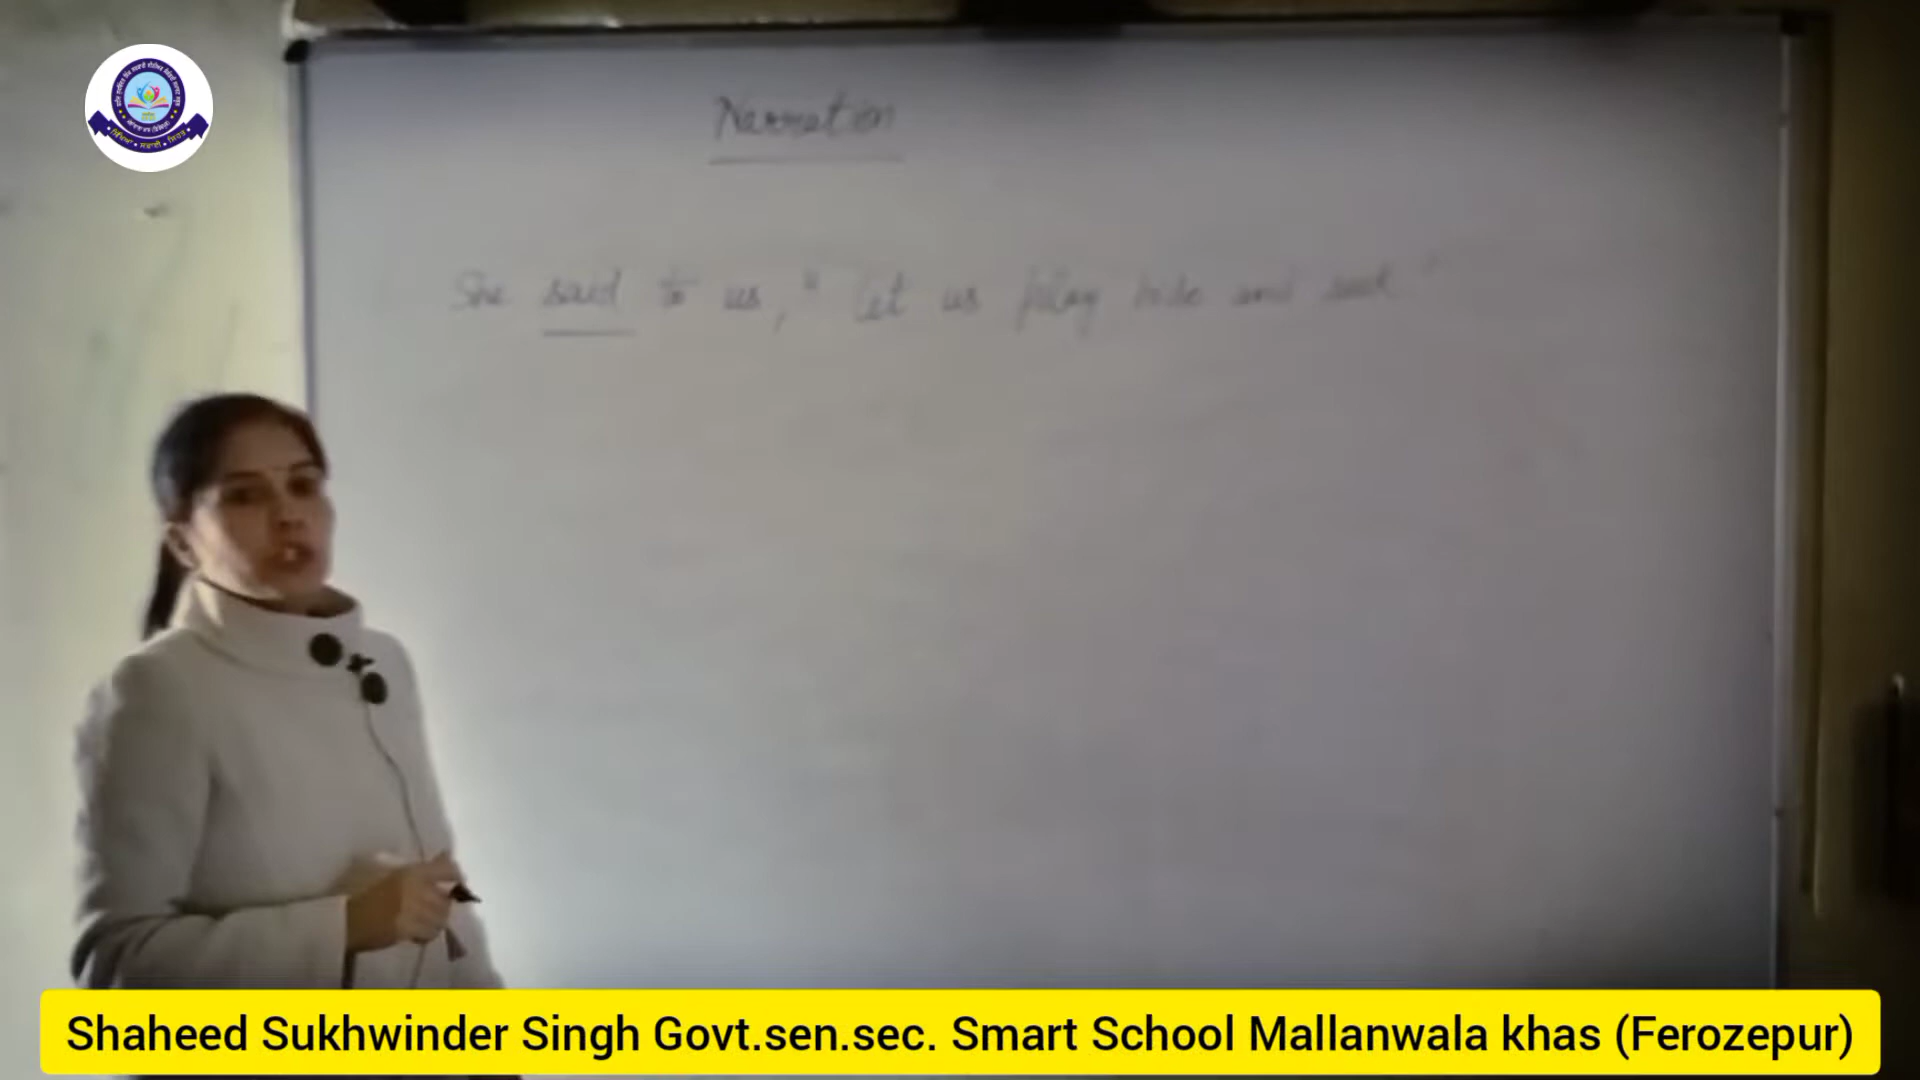 Narration
She said to us, " Let us play hide and seek "
Shaheed Sukhwinder Singh Govt.sen.sec. Smart School Mallanwala khas (Ferozepur)